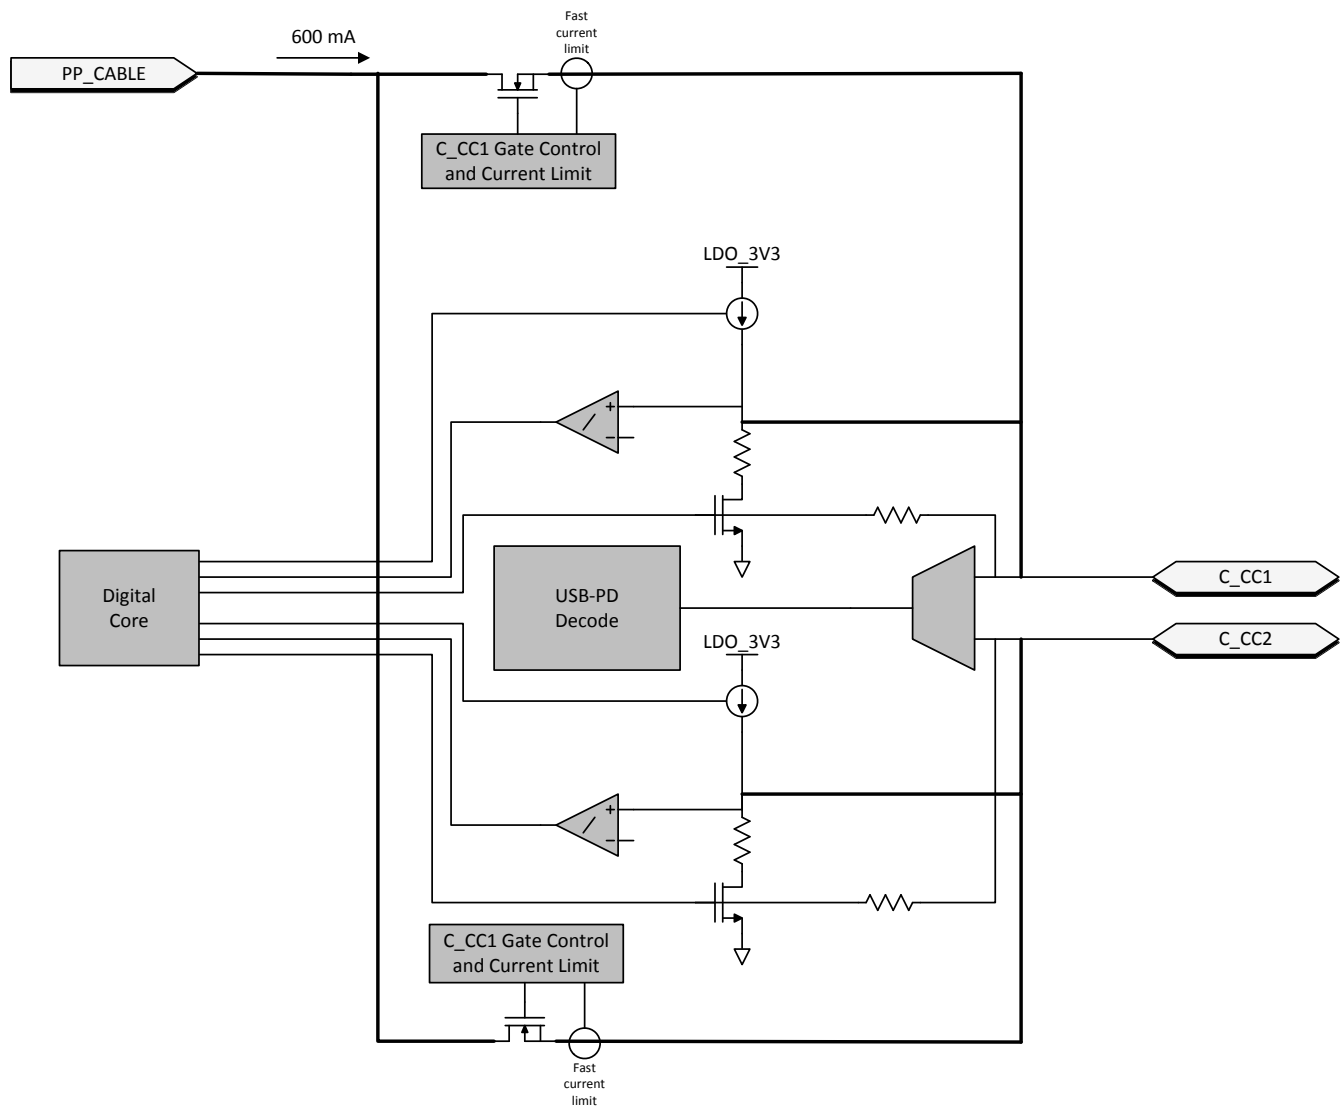 600 mA
Fast
current
limit
PP_CABLE
C_CC1 Gate Control
and Current Limit
LDO_3V3
+
−
Digital
Core
USB-PD
Decode
C_CC1
C_CC2
LDO_3V3
+
−
C_CC1 Gate Control
and Current Limit
Fast
current
limit